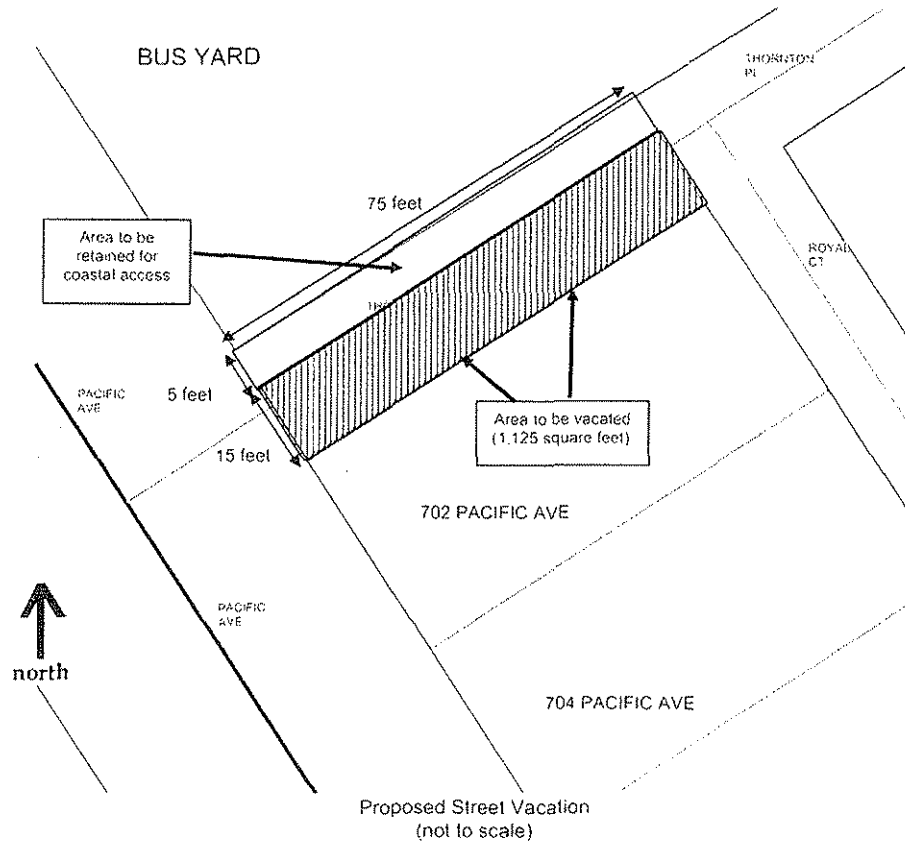 BUS YARD
THORNTON
PL
75 feet
Area to be
retained for
coastal access
ROYAL
CT
PACIFIC
AVE
5 feet
15 feet
Area to be vacated
(1,125 square feet)
702 PACIFIC AVE
PACIFIC
AVE
north
704 PACIFIC AVE
Proposed Street Vacation
(not to scale)